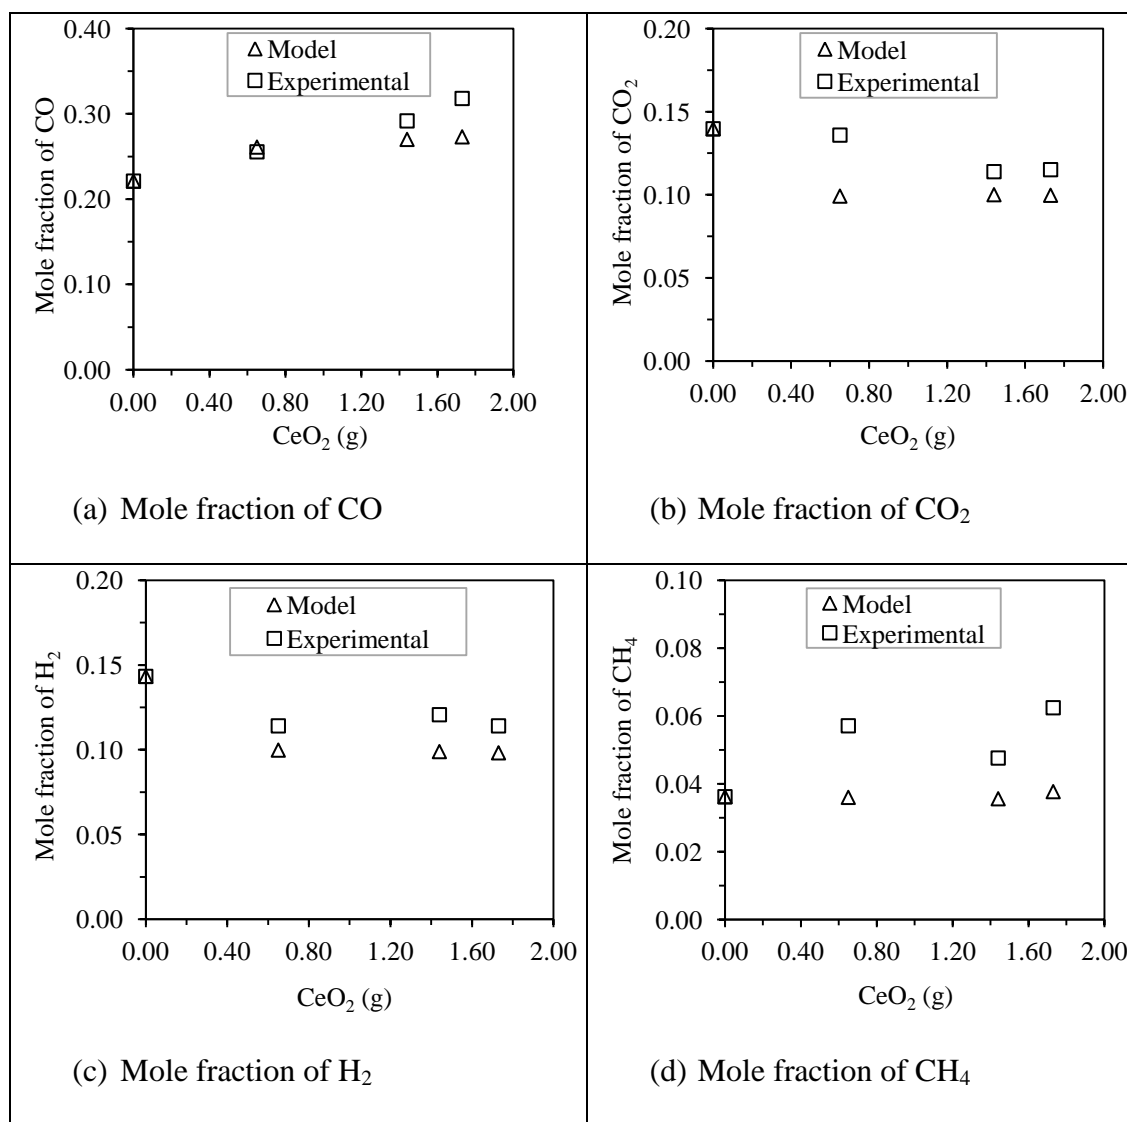 0.40
0.30
0.20
0.10
0.00
Mole fraction of CO
Model
Experimental
0.00 0.40 0.80 1.20 1.60 2.00
CeO₂ (g)
(a) Mole fraction of CO
0.20
0.15
0.10
0.05
0.00
Mole fraction of CO₂
Model
Experimental
0.00 0.40 0.80 1.20 1.60 2.00
CeO₂ (g)
(b) Mole fraction of CO₂
0.20
0.15
0.10
0.05
0.00
Mole fraction of H₂
Model
Experimental
0.00 0.40 0.80 1.20 1.60 2.00
CeO₂ (g)
(c) Mole fraction of H₂
0.10
0.08
0.06
0.04
0.02
0.00
Mole fraction of CH₄
Model
Experimental
0.00 0.40 0.80 1.20 1.60 2.00
CeO₂ (g)
(d) Mole fraction of CH₄